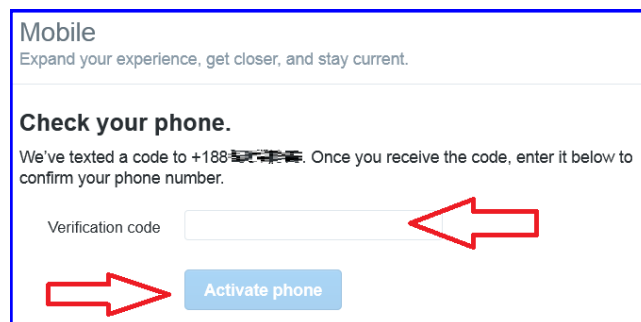 Mobile
Expand your experience, get closer, and stay current.
Check your phone.
We've texted a code to +188 . Once you receive the code, enter it below to
confirm your phone number.
Verification code
Activate phone